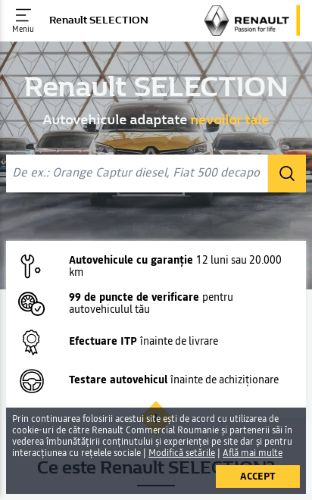 Meniu
Renault SELECTION
RENAULT
Passion for life
Renault SELECTION
Autovehicule adaptate nevoilor tale
De ex.: Orange Captur diesel, Fiat 500 decapo
Autovehicule cu garanție 12 luni sau 20.000
km
99 de puncte de verificare pentru
autovehiculul tău
Efectuare ITP înainte de livrare
Testare autovehicul înainte de achiziționare
Prin continuarea folosirii acestui site ești de acord cu utilizarea de
cookie-uri de către Renault Commercial Roumanie și partenerii săi în
vederea îmbunătățirii conținutului și experienței pe site dar și pentru
interacțiunea cu rețelele sociale | Modifică setările | Află mai multe
Ce este Renault SELECTION?
ACCEPT